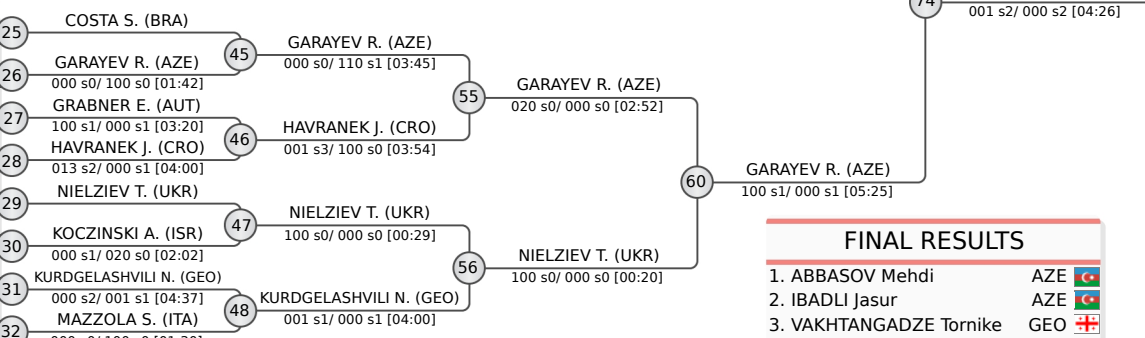 74
001 s2/ 000 s2 [04:26]
25
COSTA S. (BRA)
45
GARAYEV R. (AZE)
000 s0/ 110 s1 [03:45]
26
GARAYEV R. (AZE)
000 s0/ 100 s0 [01:42]
55
GARAYEV R. (AZE)
020 s0/ 000 s0 [02:52]
27
GRABNER E. (AUT)
100 s1/ 000 s1 [03:20]
46
HAVRANEK J. (CRO)
001 s3/ 100 s0 [03:54]
28
HAVRANEK J. (CRO)
013 s2/ 000 s1 [04:00]
60
GARAYEV R. (AZE)
100 s1/ 000 s1 [05:25]
29
NIELZIEV T. (UKR)
47
NIELZIEV T. (UKR)
100 s0/ 000 s0 [00:29]
30
KOCZINSKI A. (ISR)
000 s1/ 020 s0 [02:02]
56
NIELZIEV T. (UKR)
100 s0/ 000 s0 [00:20]
31
KURDGELASHVILI N. (GEO)
000 s2/ 001 s1 [04:37]
48
KURDGELASHVILI N. (GEO)
001 s1/ 000 s1 [04:00]
32
MAZZOLA S. (ITA)
FINAL RESULTS
1. ABBASOV Mehdi AZE
2. IBADLI Jasur AZE
3. VAKHTANGADZE Tornike GEO